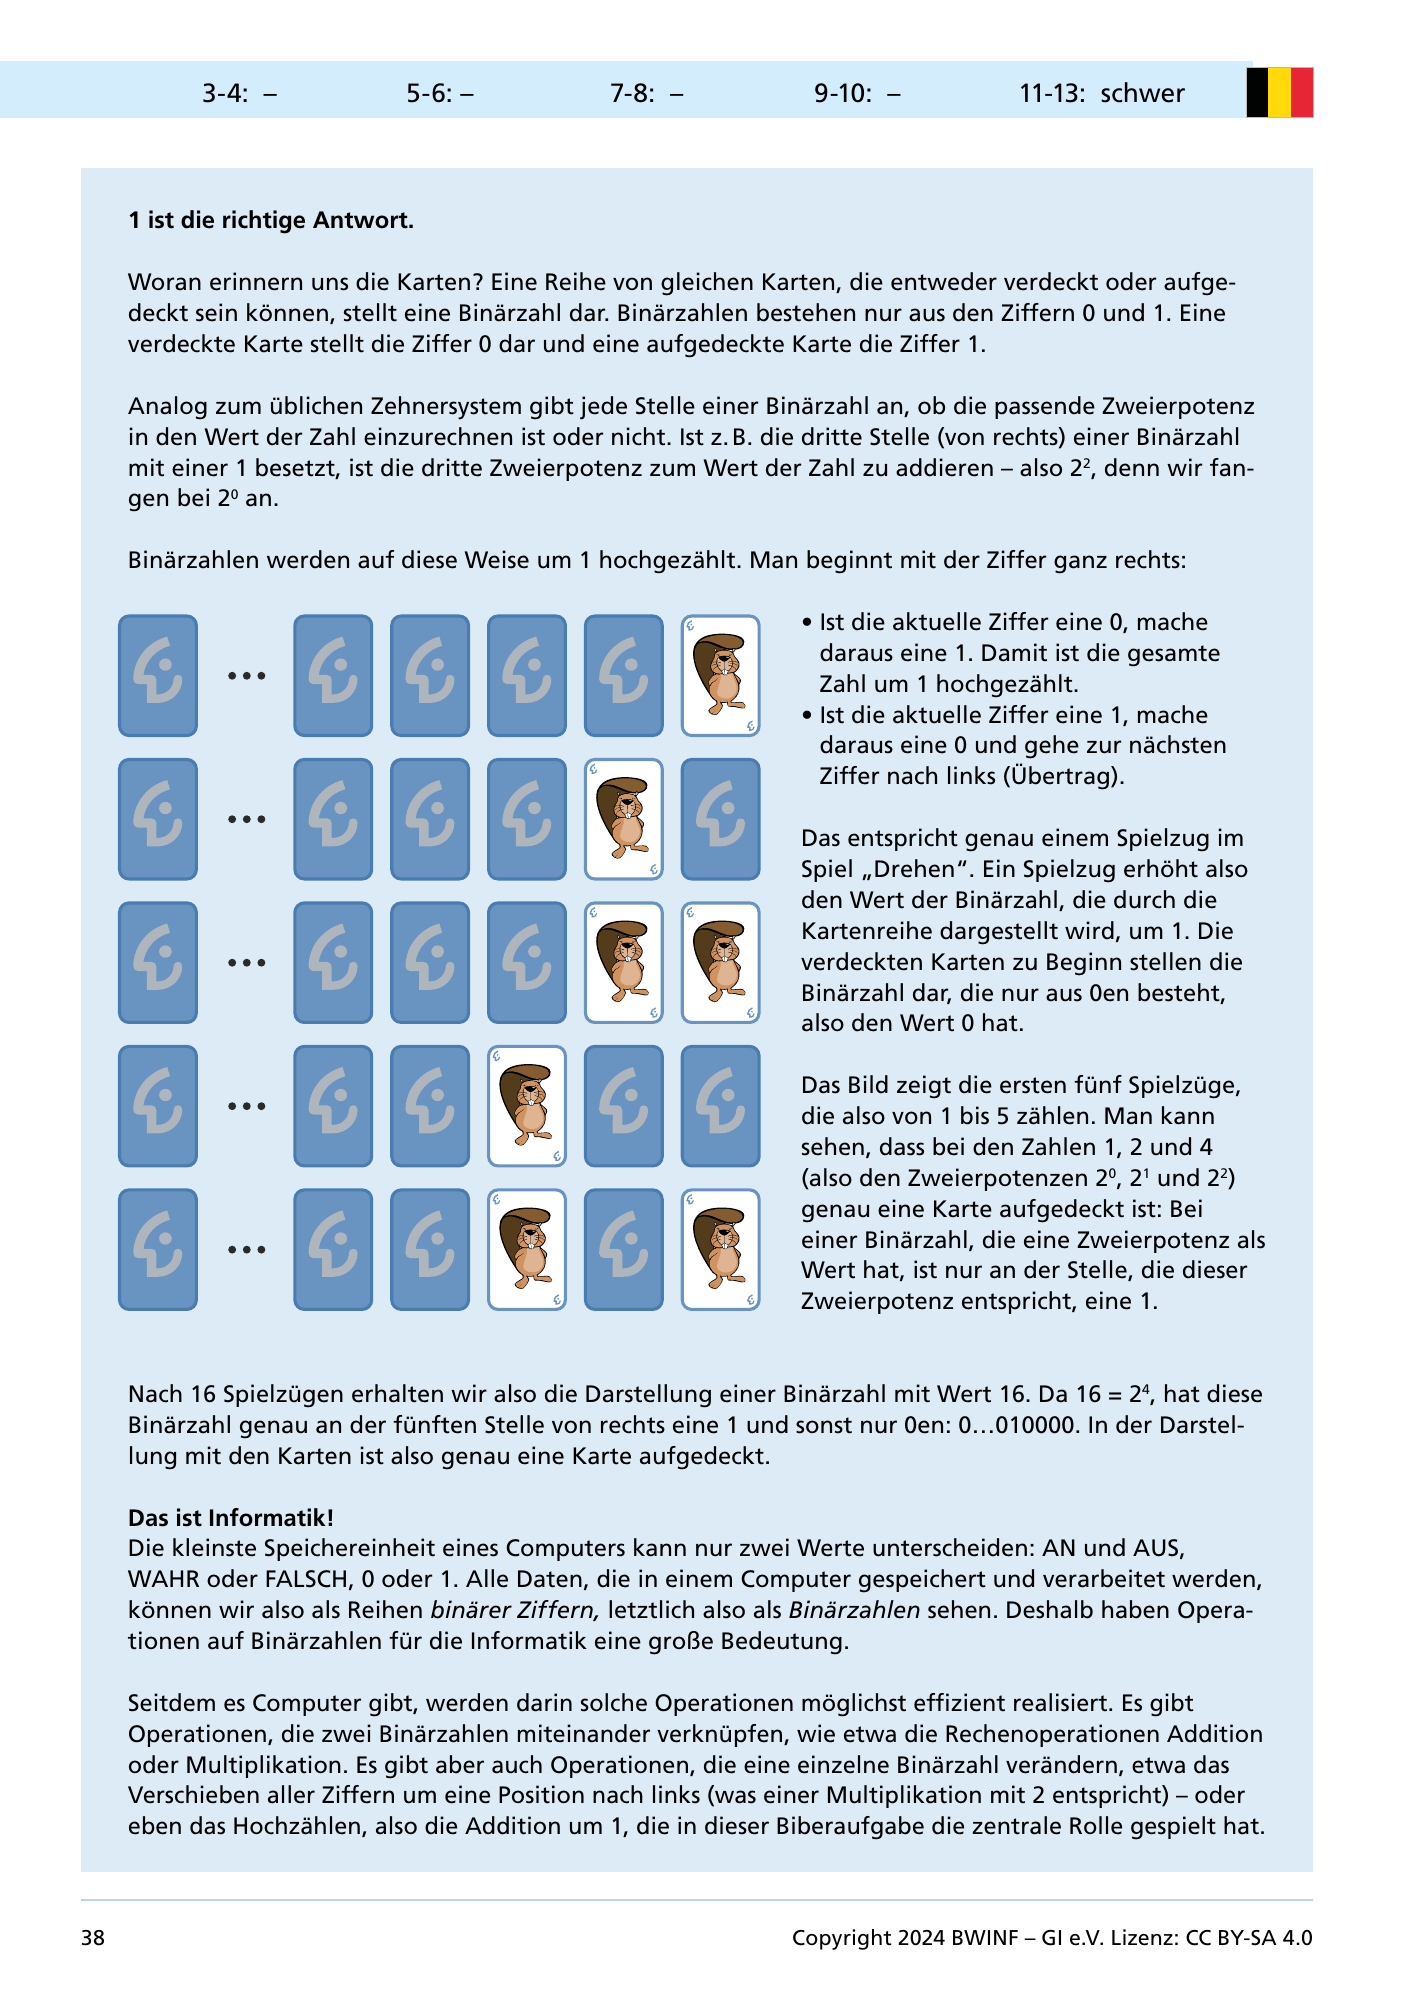 3-4: –
5-6: –
7-8: –
9-10: –
11-13: schwer
1 ist die richtige Antwort.
Woran erinnern uns die Karten? Eine Reihe von gleichen Karten, die entweder verdeckt oder aufge-
deckt sein können, stellt eine Binärzahl dar. Binärzahlen bestehen nur aus den Ziffern 0 und 1. Eine
verdeckte Karte stellt die Ziffer 0 dar und eine aufgedeckte Karte die Ziffer 1.
Analog zum üblichen Zehnersystem gibt jede Stelle einer Binärzahl an, ob die passende Zweierpotenz
in den Wert der Zahl einzurechnen ist oder nicht. Ist z. B. die dritte Stelle (von rechts) einer Binärzahl
mit einer 1 besetzt, ist die dritte Zweierpotenz zum Wert der Zahl zu addieren – also 2², denn wir fan-
gen bei 2⁰ an.
Binärzahlen werden auf diese Weise um 1 hochgezählt. Man beginnt mit der Ziffer ganz rechts:
• Ist die aktuelle Ziffer eine 0, mache
daraus eine 1. Damit ist die gesamte
Zahl um 1 hochgezählt.
• Ist die aktuelle Ziffer eine 1, mache
daraus eine 0 und gehe zur nächsten
Ziffer nach links (Übertrag).
Das entspricht genau einem Spielzug im
Spiel „Drehen“. Ein Spielzug erhöht also
den Wert der Binärzahl, die durch die
Kartenreihe dargestellt wird, um 1. Die
verdeckten Karten zu Beginn stellen die
Binärzahl dar, die nur aus 0en besteht,
also den Wert 0 hat.
Das Bild zeigt die ersten fünf Spielzüge,
die also von 1 bis 5 zählen. Man kann
sehen, dass bei den Zahlen 1, 2 und 4
(also den Zweierpotenzen 2⁰, 2¹ und 2²)
genau eine Karte aufgedeckt ist: Bei
einer Binärzahl, die eine Zweierpotenz als
Wert hat, ist nur an der Stelle, die dieser
Zweierpotenz entspricht, eine 1.
Nach 16 Spielzügen erhalten wir also die Darstellung einer Binärzahl mit Wert 16. Da 16 = 2⁴, hat diese
Binärzahl genau an der fünften Stelle von rechts eine 1 und sonst nur 0en: 0…010000. In der Darstel-
lung mit den Karten ist also genau eine Karte aufgedeckt.
Das ist Informatik!
Die kleinste Speichereinheit eines Computers kann nur zwei Werte unterscheiden: AN und AUS,
WAHR oder FALSCH, 0 oder 1. Alle Daten, die in einem Computer gespeichert und verarbeitet werden,
können wir also als Reihen binärer Ziffern, letztlich also als Binärzahlen sehen. Deshalb haben Opera-
tionen auf Binärzahlen für die Informatik eine große Bedeutung.
Seitdem es Computer gibt, werden darin solche Operationen möglichst effizient realisiert. Es gibt
Operationen, die zwei Binärzahlen miteinander verknüpfen, wie etwa die Rechenoperationen Addition
oder Multiplikation. Es gibt aber auch Operationen, die eine einzelne Binärzahl verändern, etwa das
Verschieben aller Ziffern um eine Position nach links (was einer Multiplikation mit 2 entspricht) – oder
eben das Hochzählen, also die Addition um 1, die in dieser Biberaufgabe die zentrale Rolle gespielt hat.
38
Copyright 2024 BWINF – GI e.V. Lizenz: CC BY-SA 4.0